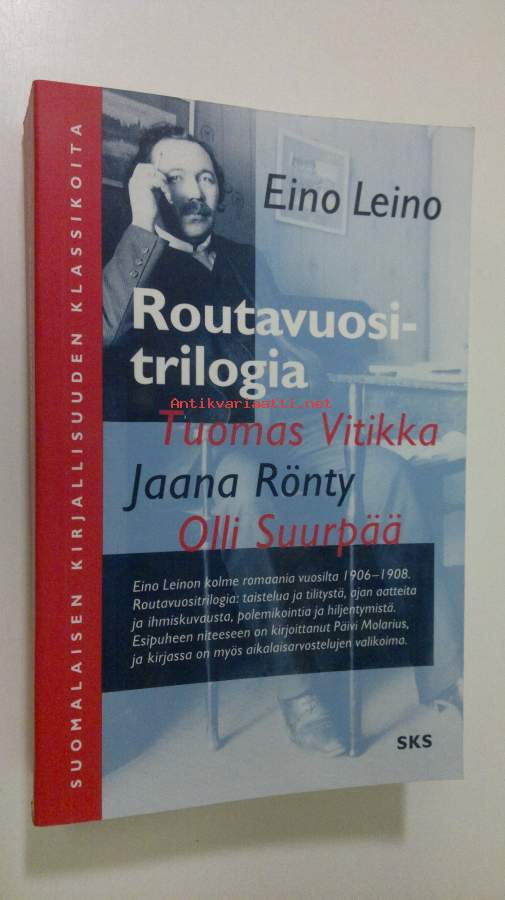 SUOMALAISEN KIRJALLISUUDEN KLASSIKOITA
Eino Leino
Routavuosi-
trilogia
Antikvariaatti.net
Tuomas Vitikka
Jaana Rönty
Olli Suurpää
Eino Leinon kolme romaania vuosilta 1906–1908.
Routavuositrilogia: taistelua ja tilitystä, ajan aatteita
ja ihmiskuvausta, polemikointia ja hiljentymistä.
Esipuheen niteeseen on kirjoittanut Päivi Molarius,
ja kirjassa on myös aikalaisarvostelujen valikoima.
SKS